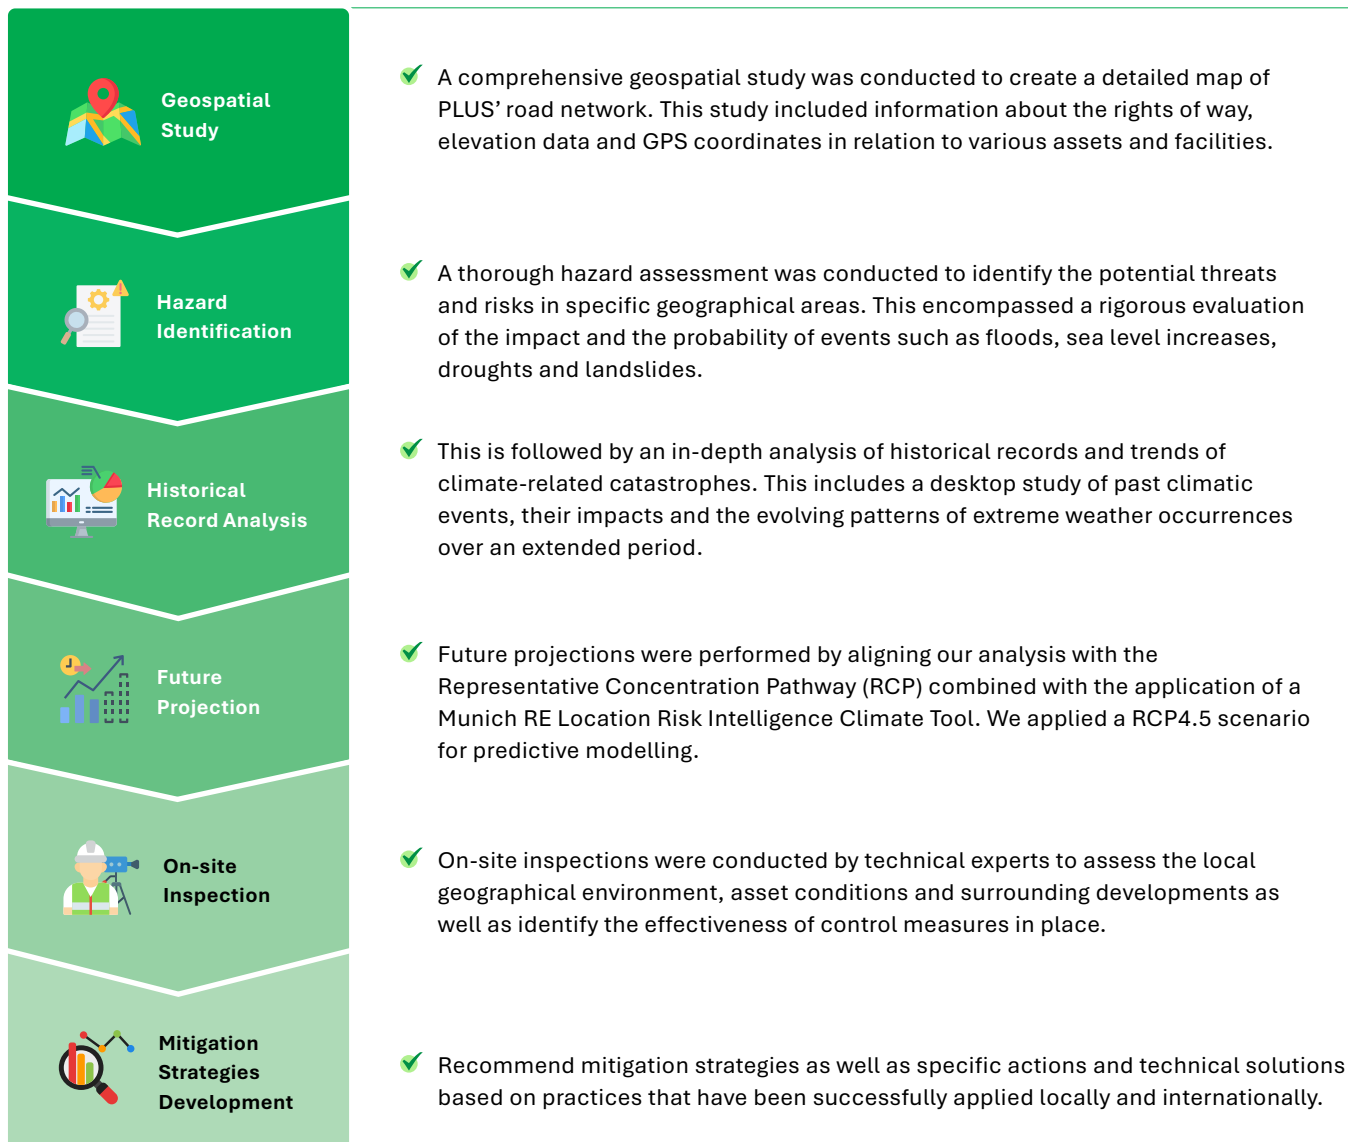 Geospatial
Study
A comprehensive geospatial study was conducted to create a detailed map of
PLUS’ road network. This study included information about the rights of way,
elevation data and GPS coordinates in relation to various assets and facilities.
Hazard
Identification
A thorough hazard assessment was conducted to identify the potential threats
and risks in specific geographical areas. This encompassed a rigorous evaluation
of the impact and the probability of events such as floods, sea level increases,
droughts and landslides.
Historical
Record Analysis
This is followed by an in-depth analysis of historical records and trends of
climate-related catastrophes. This includes a desktop study of past climatic
events, their impacts and the evolving patterns of extreme weather occurrences
over an extended period.
Future
Projection
Future projections were performed by aligning our analysis with the
Representative Concentration Pathway (RCP) combined with the application of a
Munich RE Location Risk Intelligence Climate Tool. We applied a RCP4.5 scenario
for predictive modelling.
On-site
Inspection
On-site inspections were conducted by technical experts to assess the local
geographical environment, asset conditions and surrounding developments as
well as identify the effectiveness of control measures in place.
Mitigation
Strategies
Development
Recommend mitigation strategies as well as specific actions and technical solutions
based on practices that have been successfully applied locally and internationally.